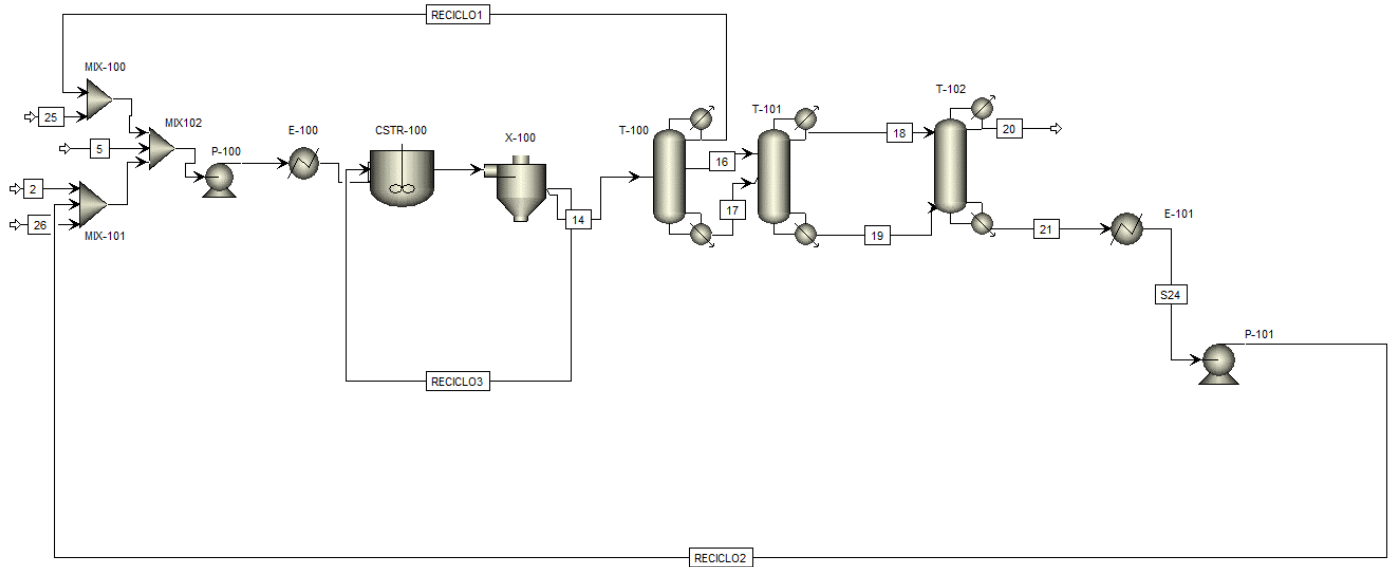 RECICLO1
MIX-100
25
MIX102
5
P-100
E-100
CSTR-100
X-100
T-100
T-101
T-102
18
20
16
2
17
14
26
MIX-101
19
21
E-101
S24
P-101
RECICLO3
RECICLO2